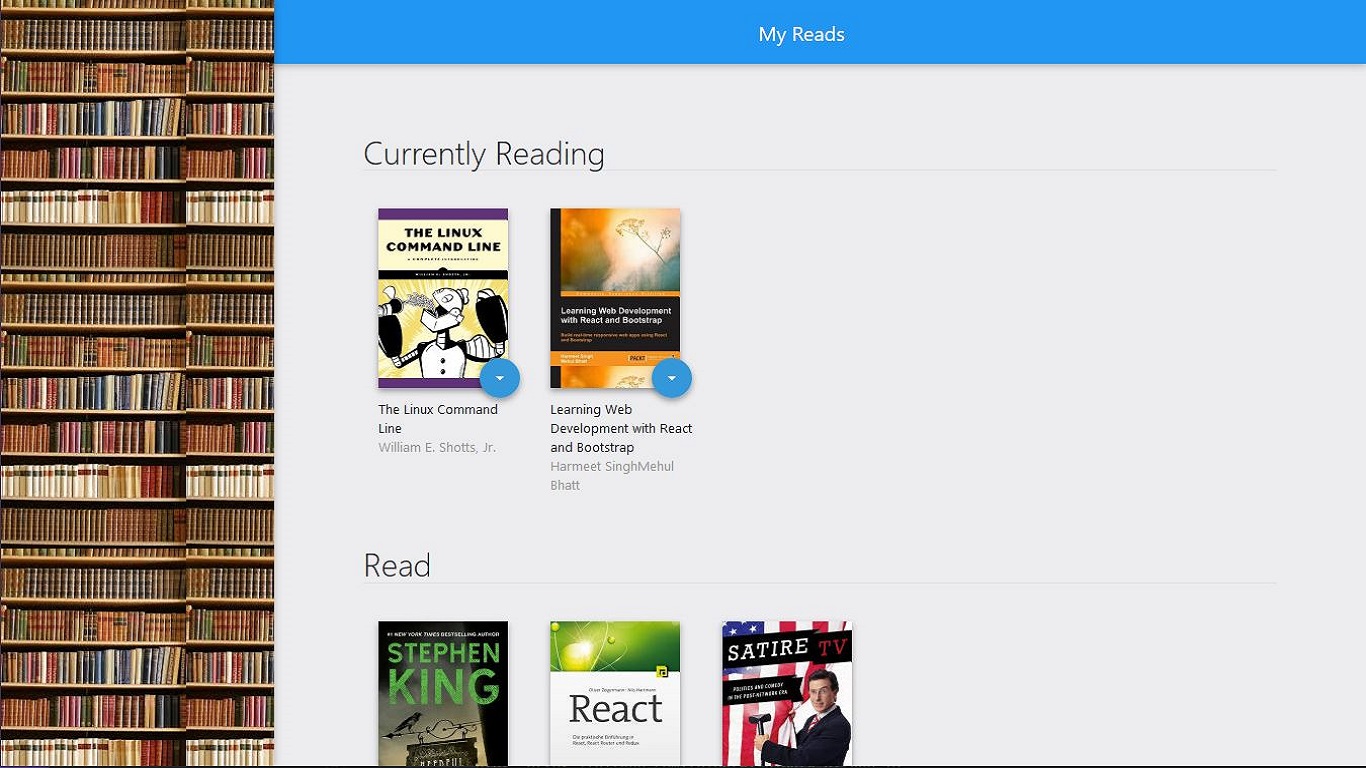 My Reads
Currently Reading
THE LINUX
COMMAND LINE
A COMPLETE INTRODUCTION
WILLIAM E. SHOTTS, JR.
Learning Web Development
with React and Bootstrap
Build real-time responsive web apps using React
and Bootstrap
Harmeet Singh
Mehul Bhatt
PACKT
The Linux Command
Line
William E. Shotts, Jr.
Learning Web
Development with React
and Bootstrap
Harmeet SinghMehul
Bhatt
Read
#1 NEW YORK TIMES BESTSELLING AUTHOR
STEPHEN
KING
NEEDFUL
Oliver Zeigermann · Nils Hartmann
React
Die praktische Einführung in
React, React Router und Redux
SATIRE TV
POLITICS AND COMEDY
IN THE POST-NETWORK ERA